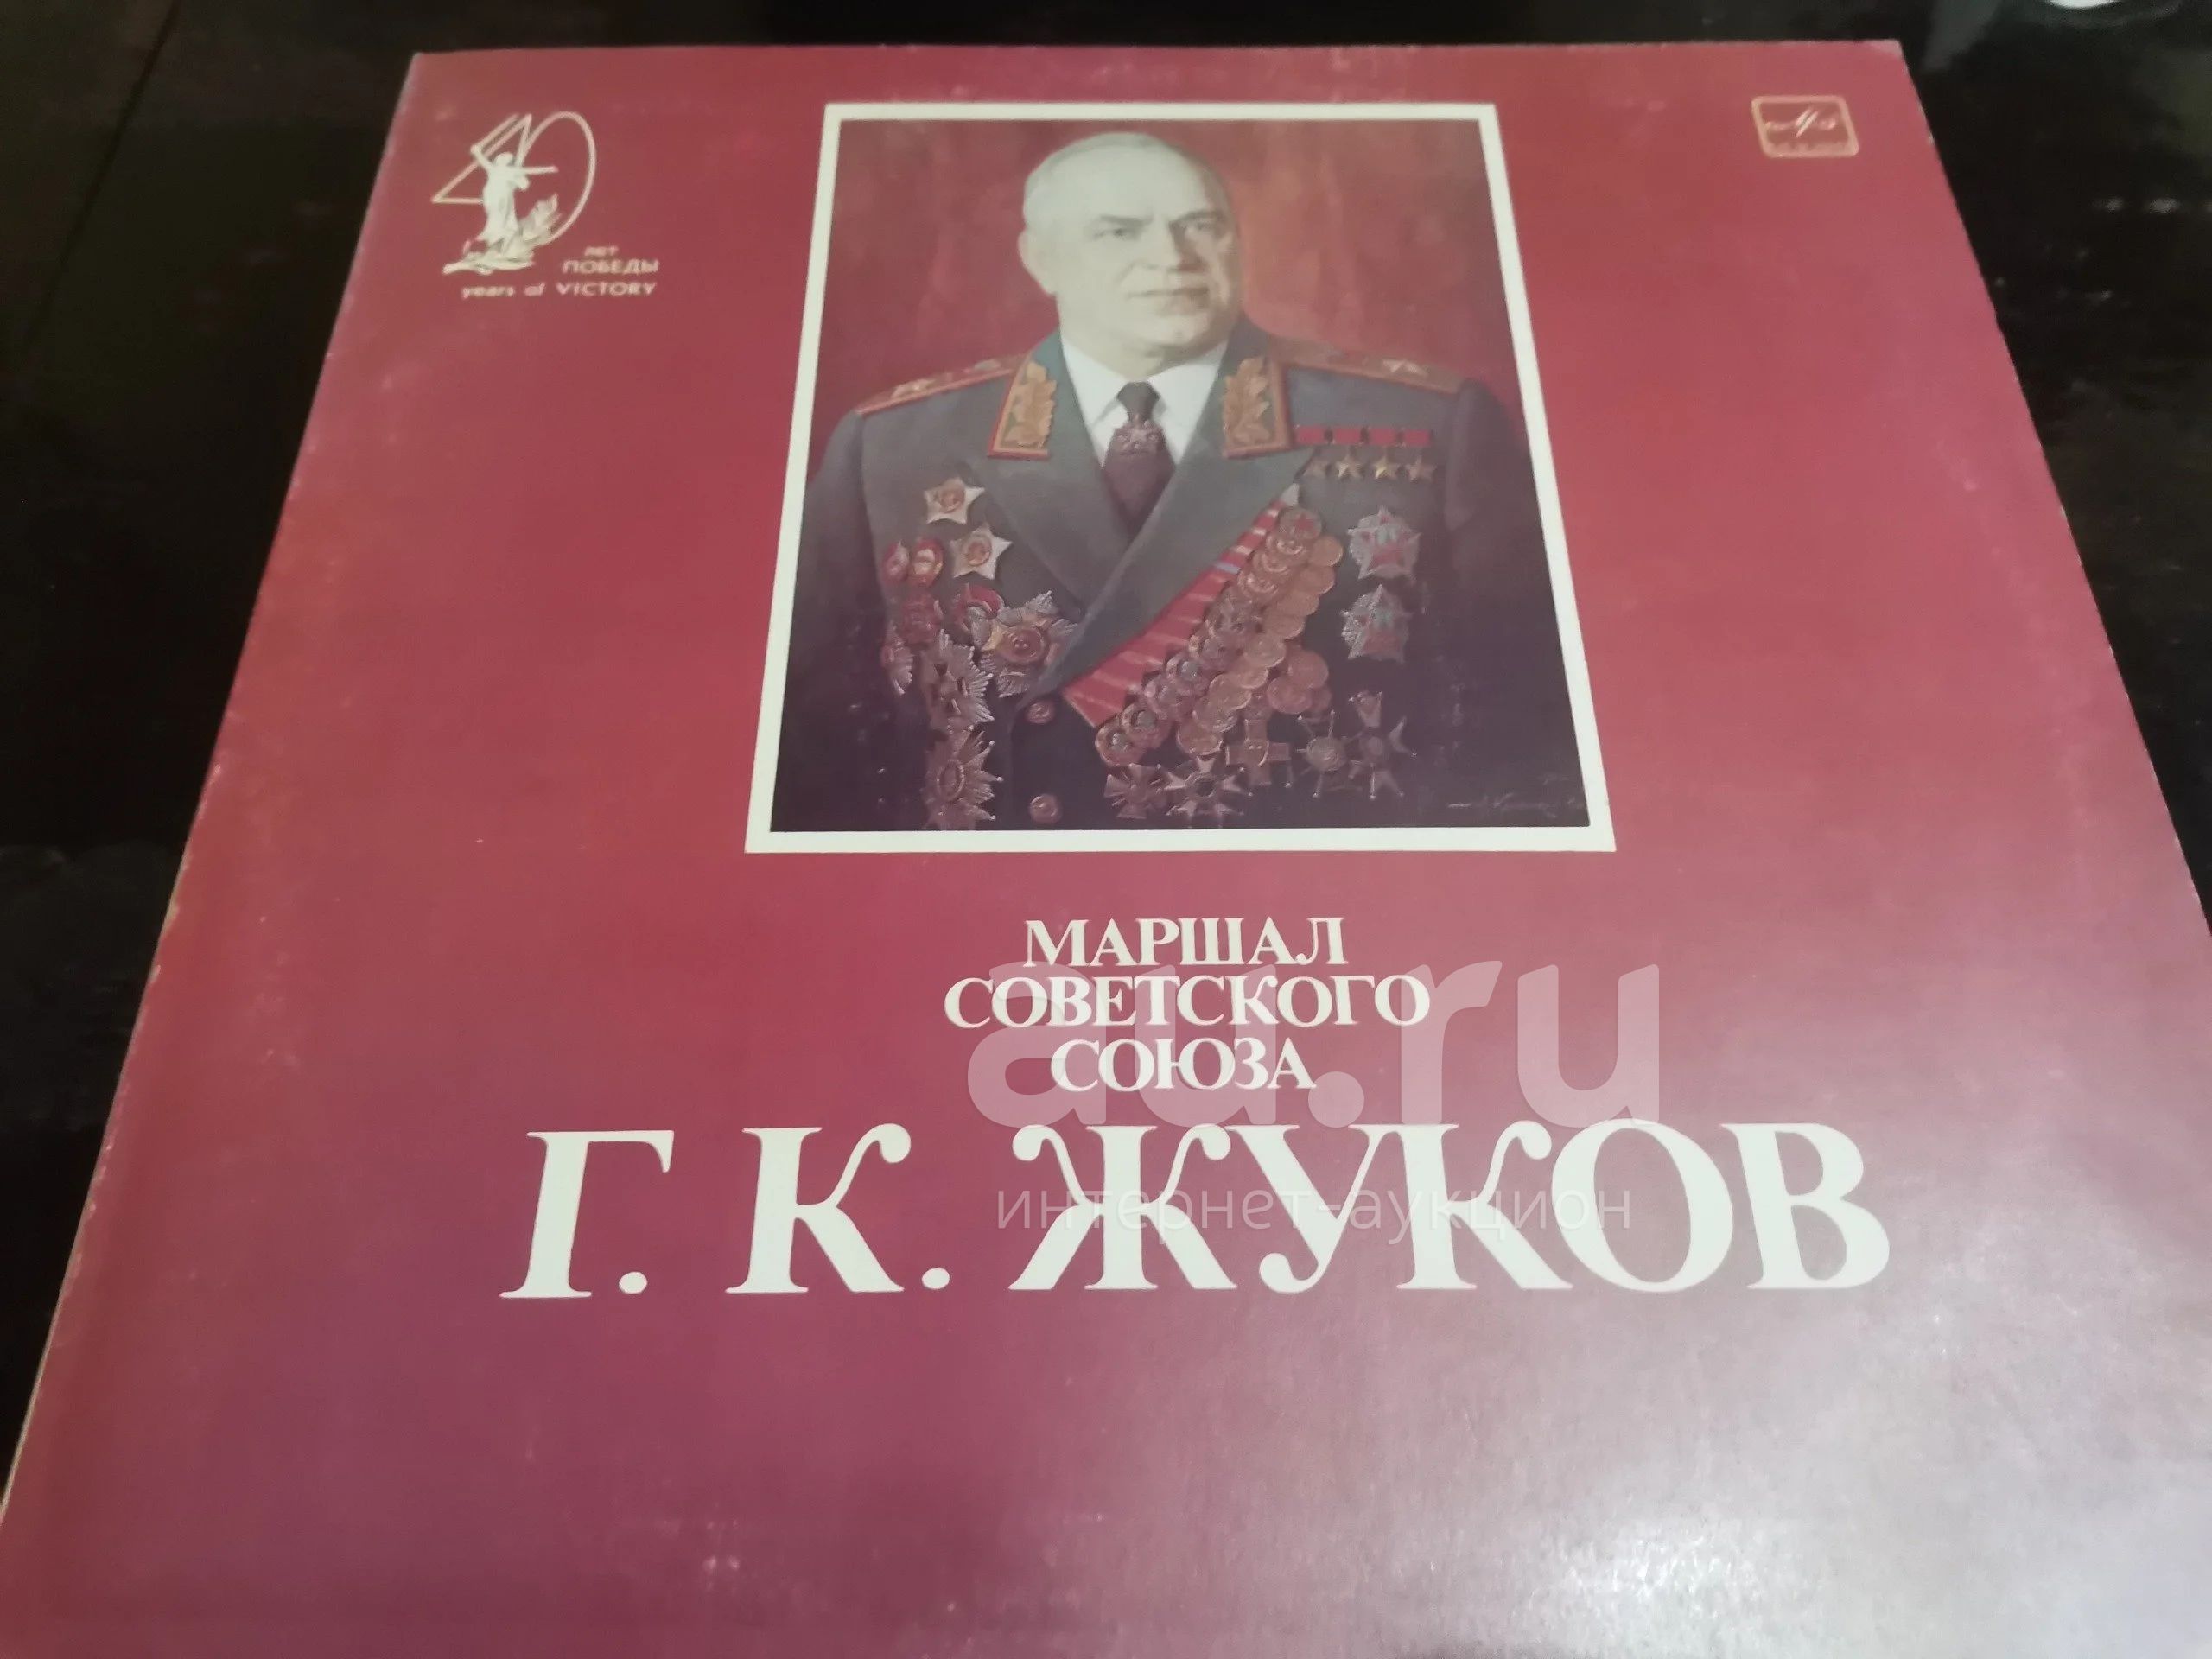 40
лет
ПОБЕДЫ
years of VICTORY
МАРШАЛ
СОВЕТСКОГО
СОЮЗА
au.ru
Г. К. ЖУКОВ
интернет-аукцион